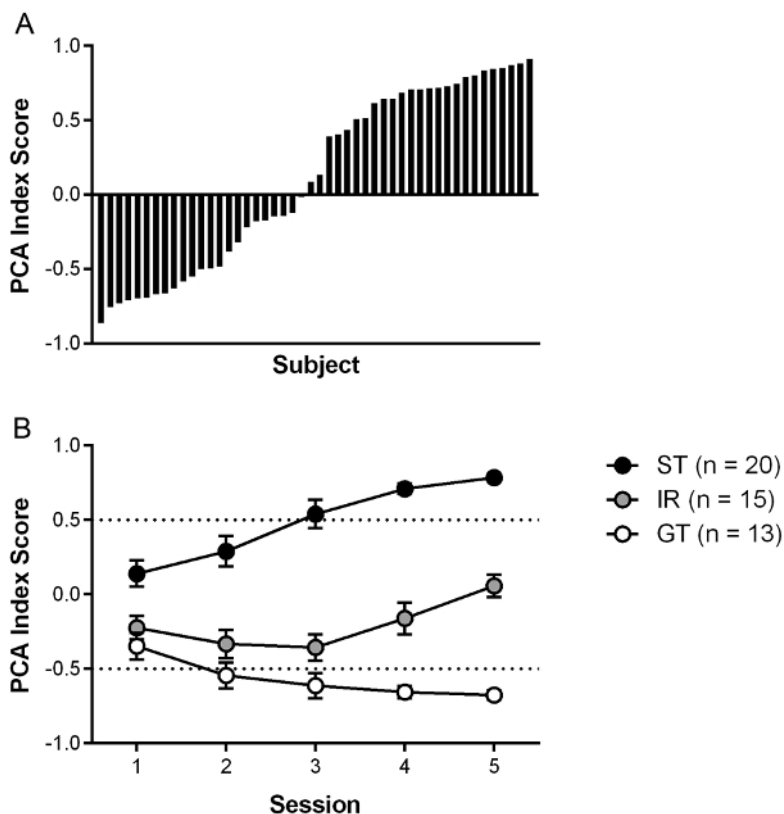 A
PCA Index Score
1.0
0.5
0.0
-0.5
-1.0
Subject
B
PCA Index Score
1.0
0.5
0.0
-0.5
-1.0
1 2 3 4 5
Session
ST (n = 20)
IR (n = 15)
GT (n = 13)